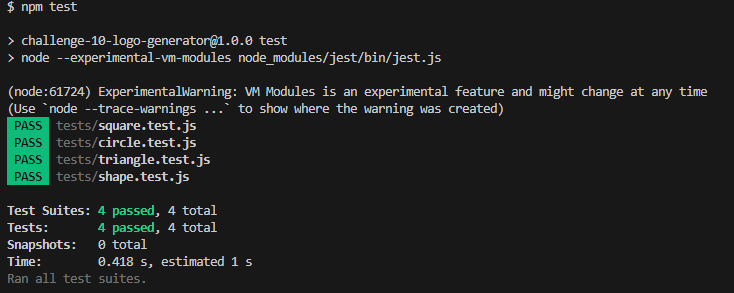 $ npm test
> challenge-10-logo-generator@1.0.0 test
> node --experimental-vm-modules node_modules/jest/bin/jest.js
(node:61724) ExperimentalWarning: VM Modules is an experimental feature and might change at any time
(Use `node --trace-warnings ...` to show where the warning was created)
PASS tests/square.test.js
PASS tests/circle.test.js
PASS tests/triangle.test.js
PASS tests/shape.test.js
Test Suites: 4 passed, 4 total
Tests: 4 passed, 4 total
Snapshots: 0 total
Time: 0.418 s, estimated 1 s
Ran all test suites.